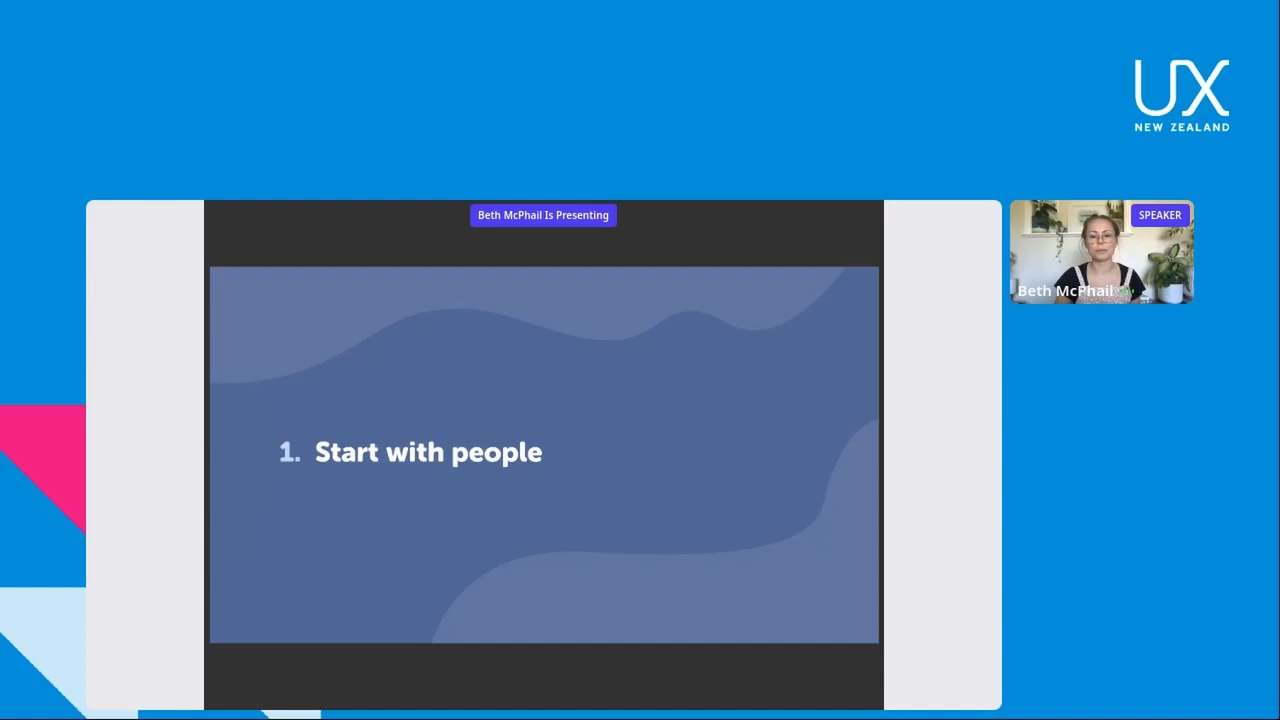 UX
NEW ZEALAND
Beth McPhail Is Presenting
SPEAKER
Beth McPhail
1. Start with people